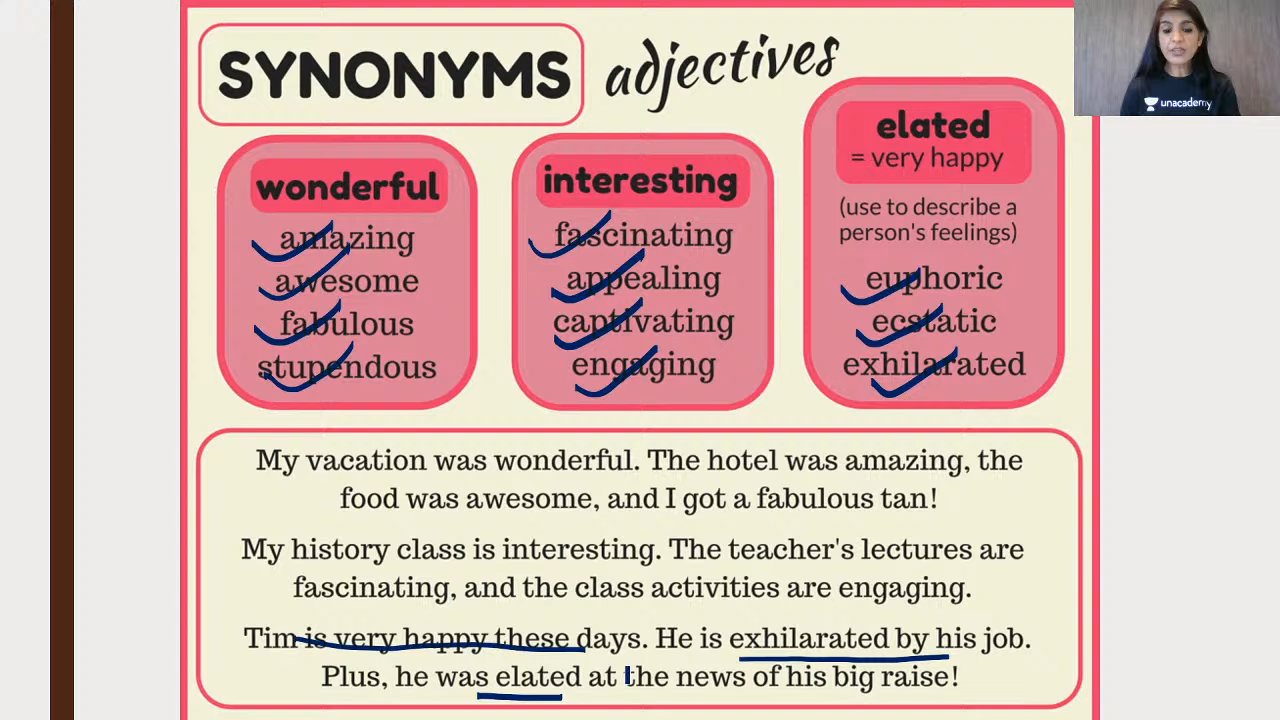 SYNONYMS adjectives
unacademy
wonderful
amazing
awesome
fabulous
stupendous
interesting
fascinating
appealing
captivating
engaging
elated
= very happy
(use to describe a
person's feelings)
euphoric
ecstatic
exhilarated
My vacation was wonderful. The hotel was amazing, the
food was awesome, and I got a fabulous tan!
My history class is interesting. The teacher's lectures are
fascinating, and the class activities are engaging.
Tim is very happy these days. He is exhilarated by his job.
Plus, he was elated at the news of his big raise!